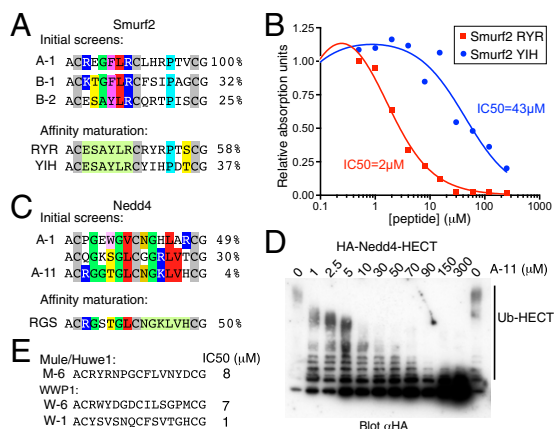 A
Smurf2
Initial screens:
A-1 ACREGFLRCLHRPTVCG 100%
B-1 ACKTGFLRCFSIPAGCG 32%
B-2 ACESAYLRCQRTPISCG 25%
Affinity maturation:
RYR ACESAYLRCRYRPTSCG 58%
YIH ACESAYLRCYIHPDTCG 37%
B
Smurf2 RYR
Smurf2 YIH
Relative absorption units
1.25
1.00
0.75
0.50
0.25
0.00
IC50=43µM
IC50=2µM
0.1 1 10 100 1000
[peptide] (µM)
C
Nedd4
Initial screens:
A-1 ACPGEWGVCNGHLARCG 49%
ACQGKSGLCGGRLVTCG 30%
A-11 ACRGGTGLCNGKLVHCG 4%
Affinity maturation:
RGS ACRGSTGLCNGKLVHCG 50%
D
HA-Nedd4-HECT
0 1 2.5 5 10 30 50 70 90 150 300 0
A-11 (µM)
Ub-HECT
Blot αHA
E
Mule/Huwe1: IC50 (µM)
M-6 ACRYRNPGCFLVNYDCG 8
WWP1:
W-6 ACRWYDGDCILSGPMCG 7
W-1 ACYSVSNQCFSVTGHCG 1